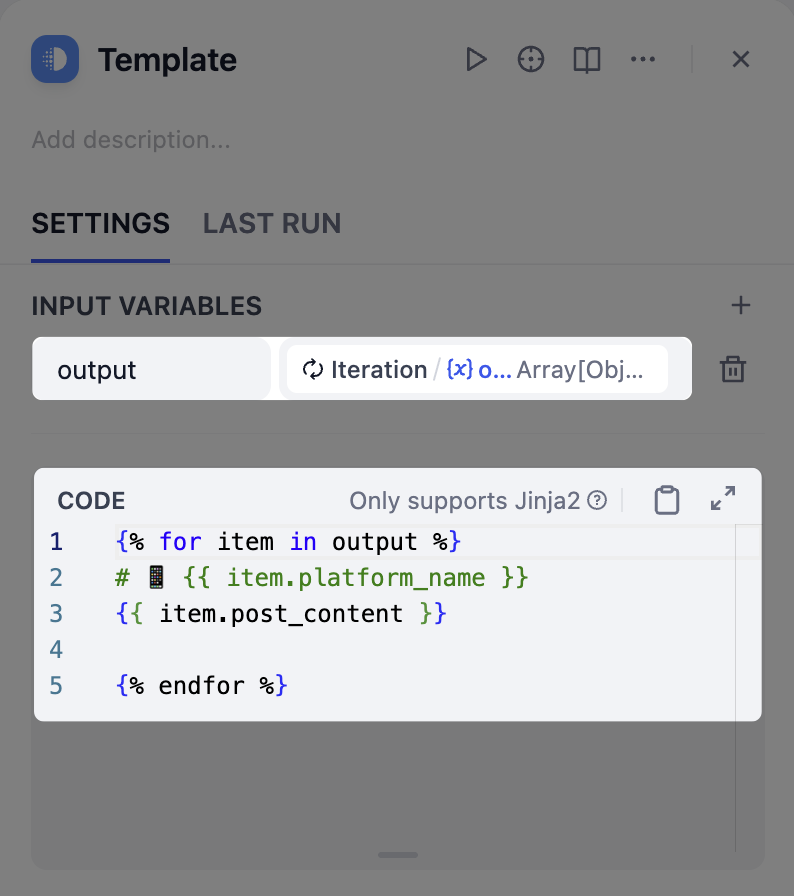 Template
Add description...
SETTINGS LAST RUN
INPUT VARIABLES
output Iteration / {x} o... Array[Obj...
CODE Only supports Jinja2
1 {% for item in output %}
2 # 📱 {{ item.platform_name }}
3 {{ item.post_content }}
4
5 {% endfor %}